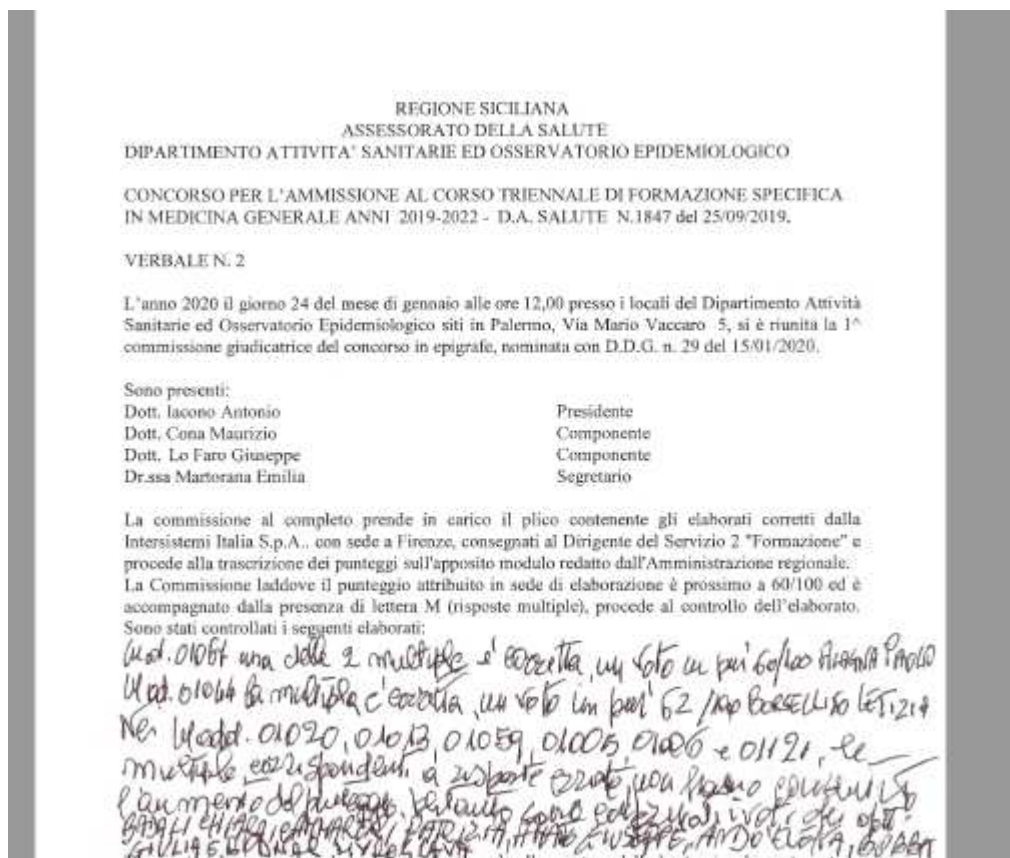 REGIONE SICILIANA
ASSESSORATO DELLA SALUTE
DIPARTIMENTO ATTIVITA' SANITARIE ED OSSERVATORIO EPIDEMIOLOGICO
CONCORSO PER L'AMMISSIONE AL CORSO TRIENNALE DI FORMAZIONE SPECIFICA
IN MEDICINA GENERALE ANNI 2019-2022 - D.A. SALUTE N.1847 del 25/09/2019.
VERBALE N. 2
L'anno 2020 il giorno 24 del mese di gennaio alle ore 12,00 presso i locali del Dipartimento Attività
Sanitarie ed Osservatorio Epidemiologico siti in Palermo, Via Mario Vaccaro 5, si è riunita la 1^
commissione giudicatrice del concorso in epigrafe, nominata con D.D.G. n. 29 del 15/01/2020.
Sono presenti:
Dott. Iacono Antonio Presidente
Dott. Cona Maurizio Componente
Dott. Lo Faro Giuseppe Componente
Dr.ssa Martorana Emilia Segretario
La commissione al completo prende in carico il plico contenente gli elaborati corretti dalla
Intersistemi Italia S.p.A.. con sede a Firenze, consegnati al Dirigente del Servizio 2 "Formazione" e
procede alla trascrizione dei punteggi sull'apposito modulo redatto dall'Amministrazione regionale.
La Commissione laddove il punteggio attribuito in sede di elaborazione è prossimo a 60/100 ed è
accompagnato dalla presenza di lettera M (risposte multiple), procede al controllo dell'elaborato.
Sono stati controllati i seguenti elaborati:
una delle 2 multiple è corretta, un voto in più 60/100
Mod. 01044 la multipla è corretta, un voto in più 62/100 BORSELLINO LETIZIA
Nei Modd. 01020, 01013, 01059, 01005, 01006 e 01121, le
multiple, corrispondenti a risposte errate, non hanno
l'aumento del punteggio, pertanto sono
CHIARA, PATRIZIA, GIUSEPPE, ANDO'
GIULIA E